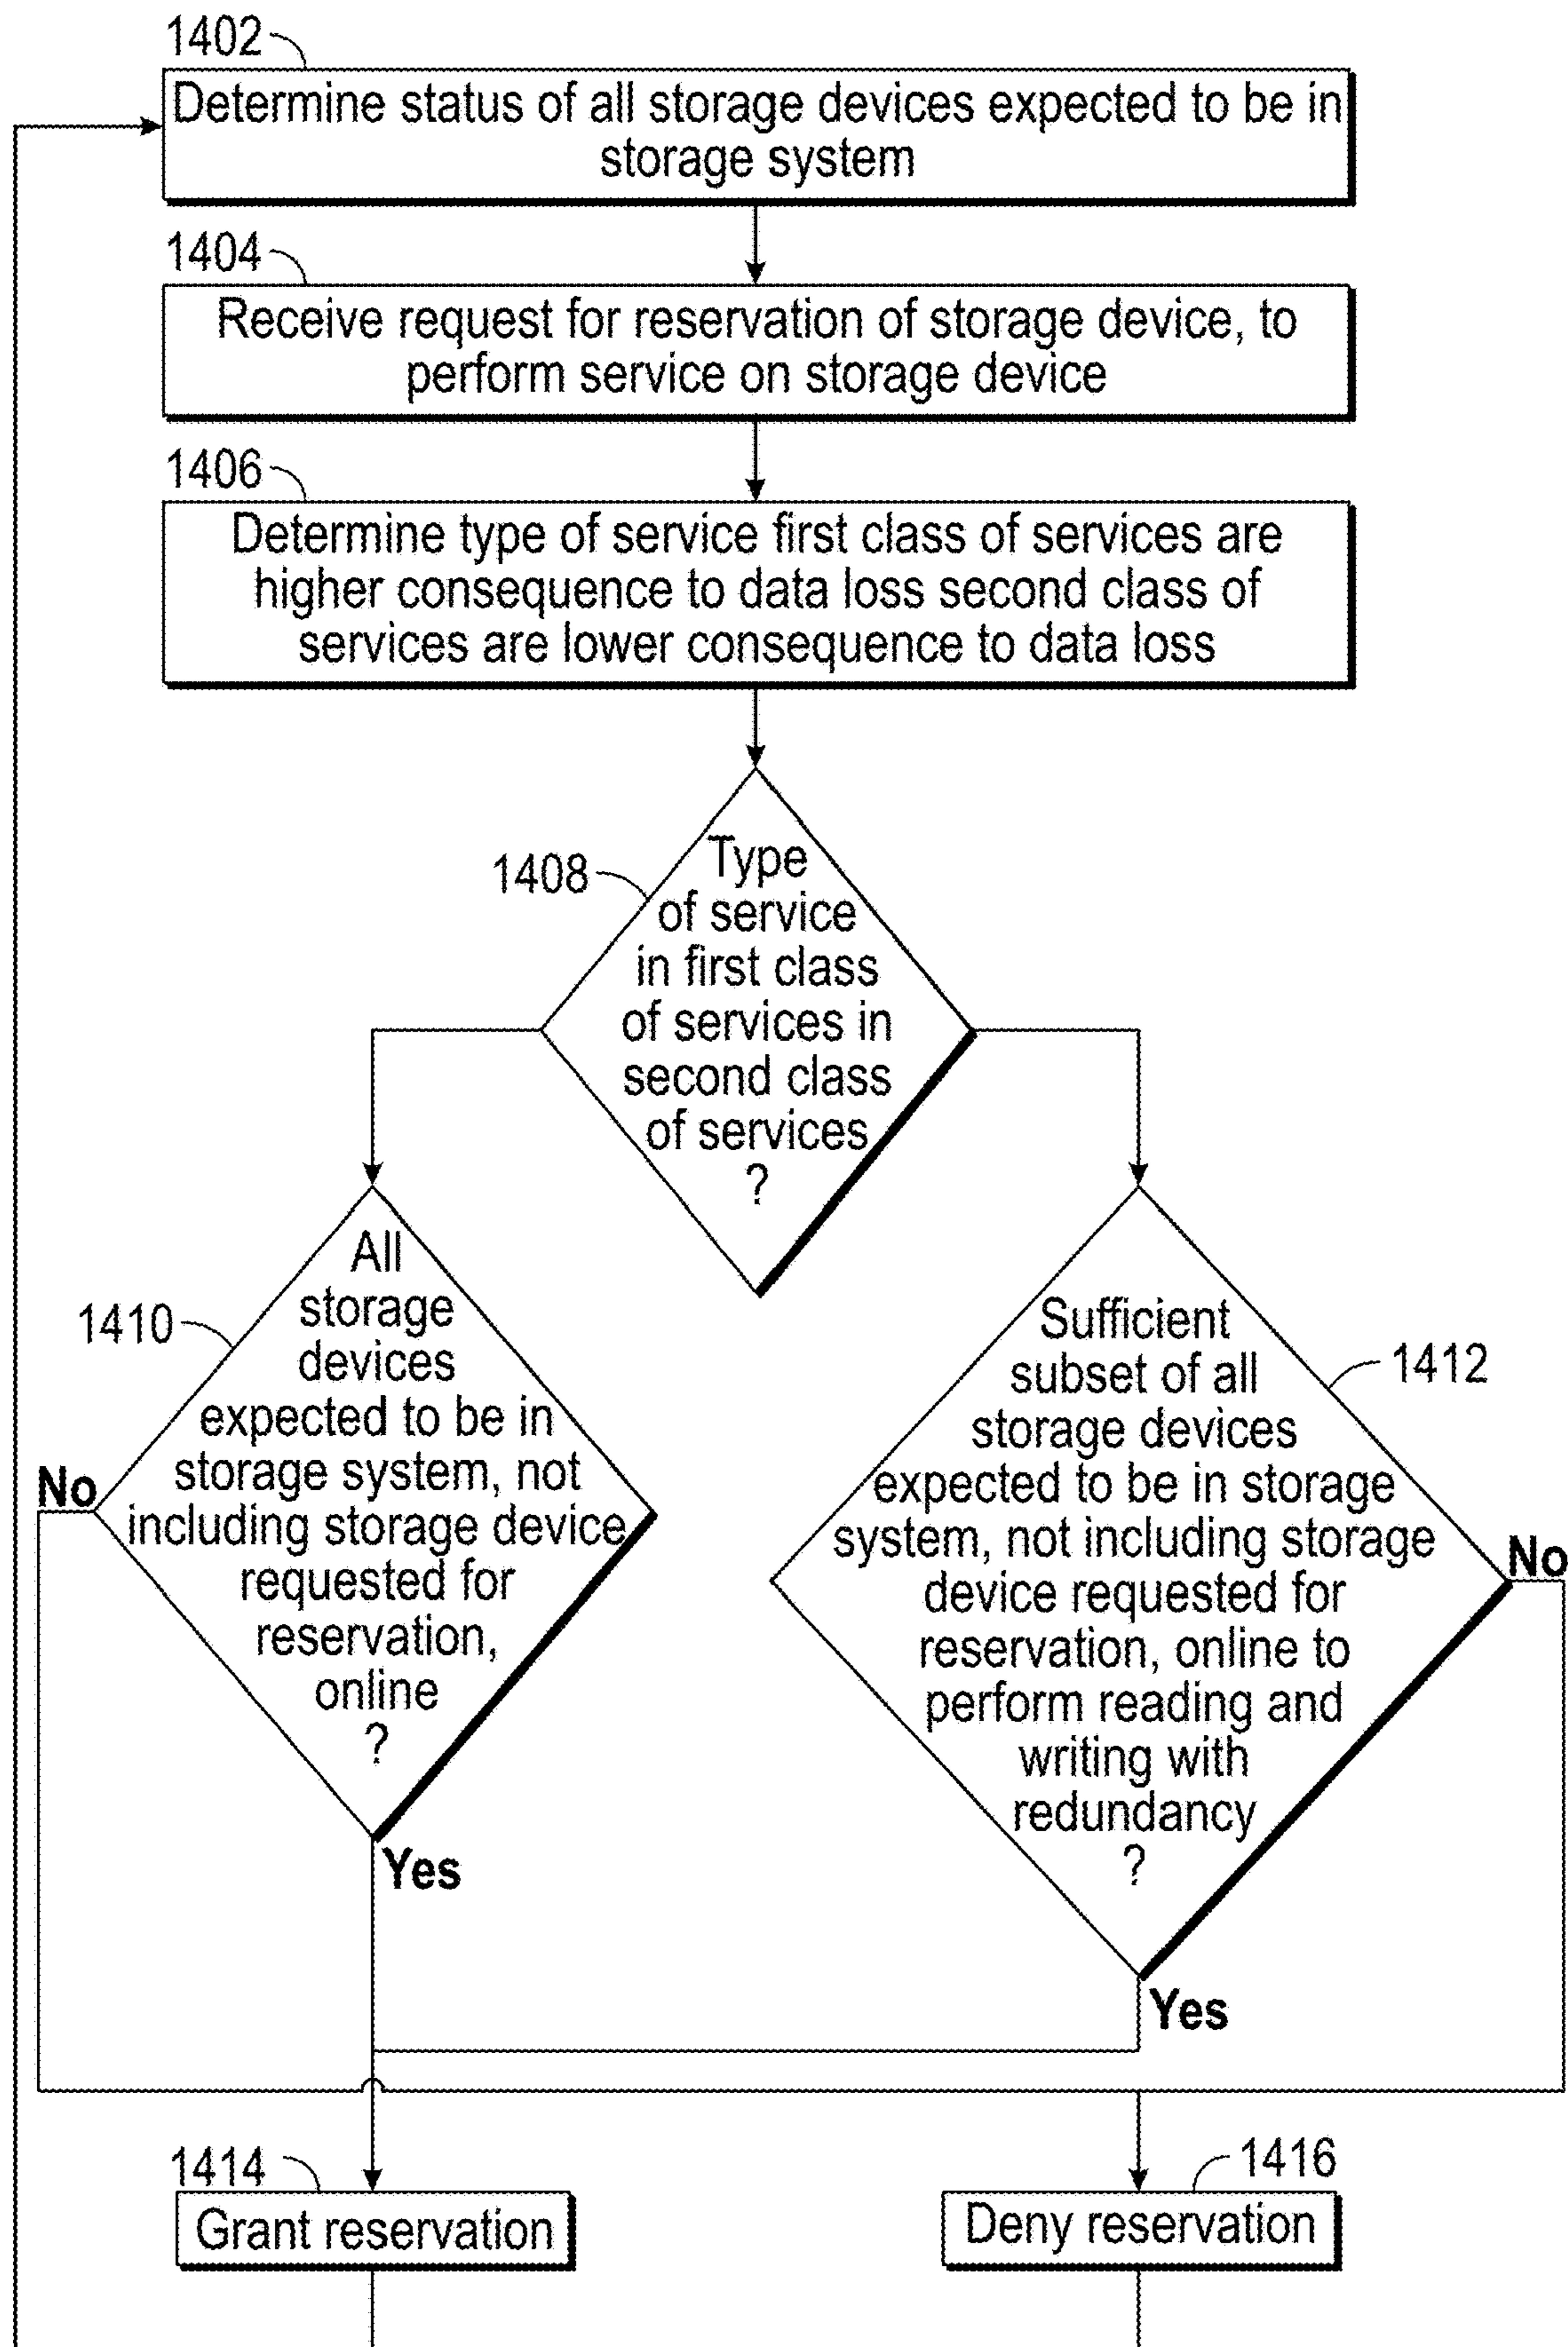 1402
Determine status of all storage devices expected to be in
storage system
1404
Receive request for reservation of storage device, to
perform service on storage device
1406
Determine type of service first class of services are
higher consequence to data loss second class of
services are lower consequence to data loss
1408
Type
of service
in first class
of services in
second class
of services
?
1410
All
storage
devices
expected to be in
storage system, not
including storage device
requested for
reservation,
online
?
No
Yes
1412
Sufficient
subset of all
storage devices
expected to be in storage
system, not including storage
device requested for
reservation, online to
perform reading and
writing with
redundancy
?
No
Yes
1414
Grant reservation
1416
Deny reservation